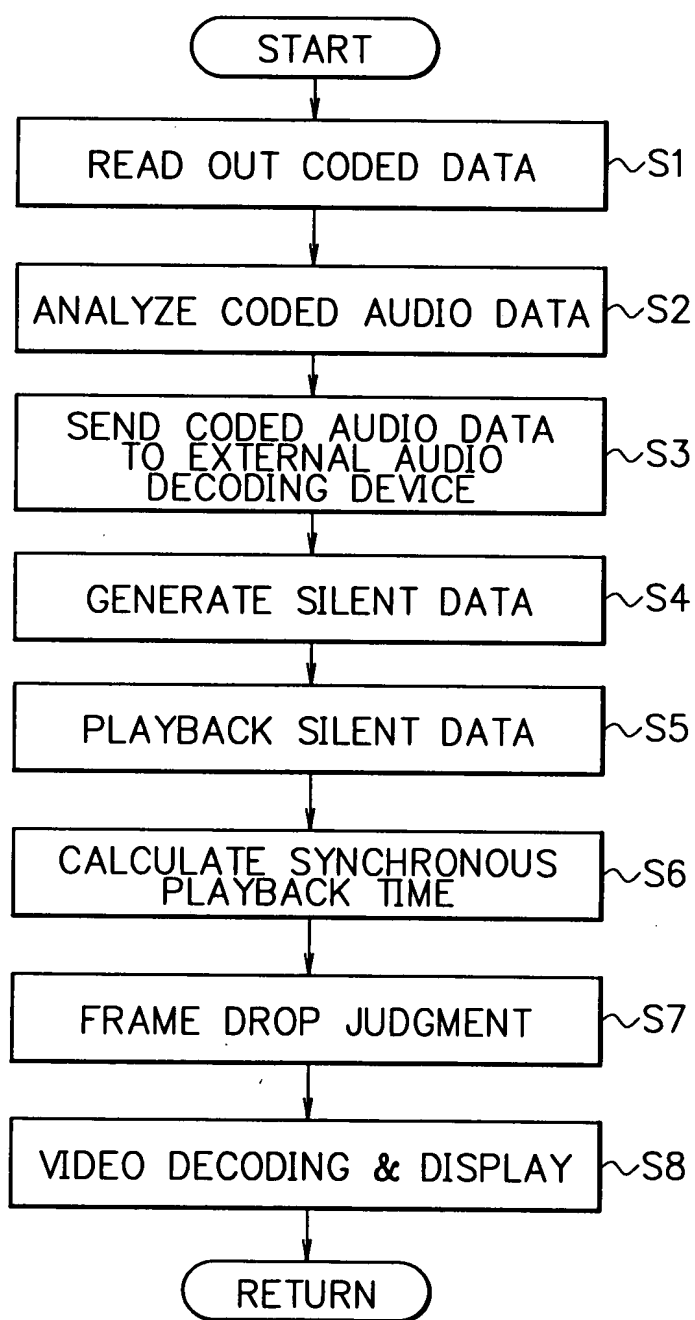 START
READ OUT CODED DATA
S1
ANALYZE CODED AUDIO DATA
S2
SEND CODED AUDIO DATA
TO EXTERNAL AUDIO
DECODING DEVICE
S3
GENERATE SILENT DATA
S4
PLAYBACK SILENT DATA
S5
CALCULATE SYNCHRONOUS
PLAYBACK TIME
S6
FRAME DROP JUDGMENT
S7
VIDEO DECODING & DISPLAY
S8
RETURN